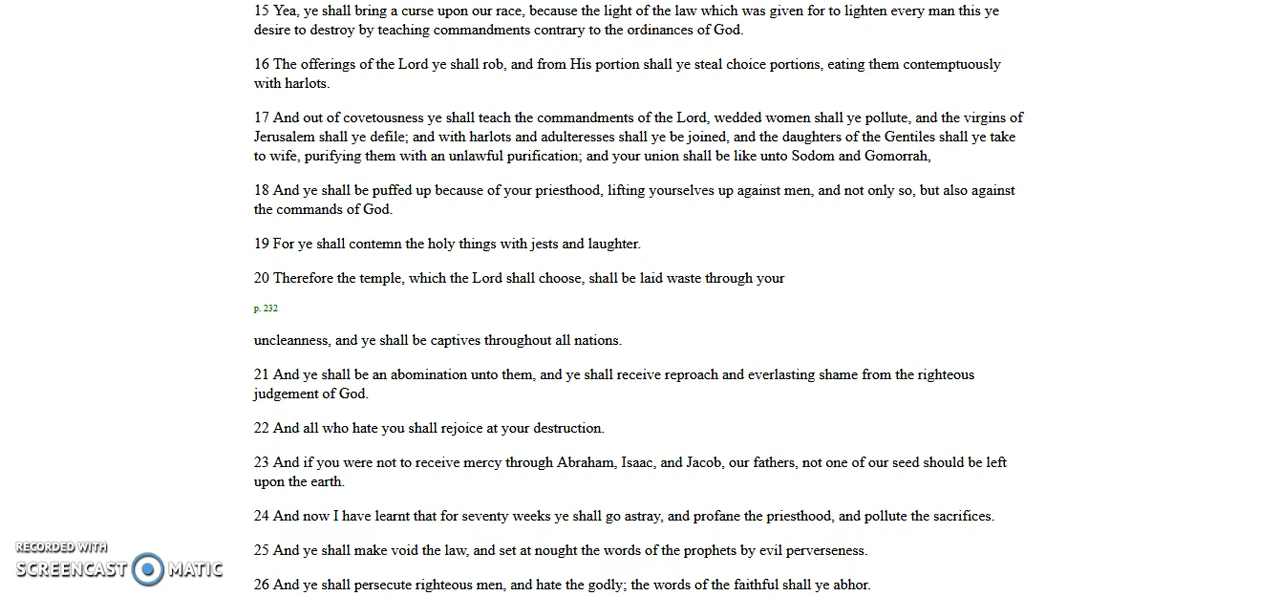 15 Yea, ye shall bring a curse upon our race, because the light of the law which was given for to lighten every man this ye
desire to destroy by teaching commandments contrary to the ordinances of God.
16 The offerings of the Lord ye shall rob, and from His portion shall ye steal choice portions, eating them contemptuously
with harlots.
17 And out of covetousness ye shall teach the commandments of the Lord, wedded women shall ye pollute, and the virgins of
Jerusalem shall ye defile; and with harlots and adulteresses shall ye be joined, and the daughters of the Gentiles shall ye take
to wife, purifying them with an unlawful purification; and your union shall be like unto Sodom and Gomorrah,
18 And ye shall be puffed up because of your priesthood, lifting yourselves up against men, and not only so, but also against
the commands of God.
19 For ye shall contemn the holy things with jests and laughter.
20 Therefore the temple, which the Lord shall choose, shall be laid waste through your
p. 232
uncleanness, and ye shall be captives throughout all nations.
21 And ye shall be an abomination unto them, and ye shall receive reproach and everlasting shame from the righteous
judgement of God.
22 And all who hate you shall rejoice at your destruction.
23 And if you were not to receive mercy through Abraham, Isaac, and Jacob, our fathers, not one of our seed should be left
upon the earth.
24 And now I have learnt that for seventy weeks ye shall go astray, and profane the priesthood, and pollute the sacrifices.
25 And ye shall make void the law, and set at nought the words of the prophets by evil perverseness.
26 And ye shall persecute righteous men, and hate the godly; the words of the faithful shall ye abhor.
RECORDED WITH
SCREENCAST MATIC